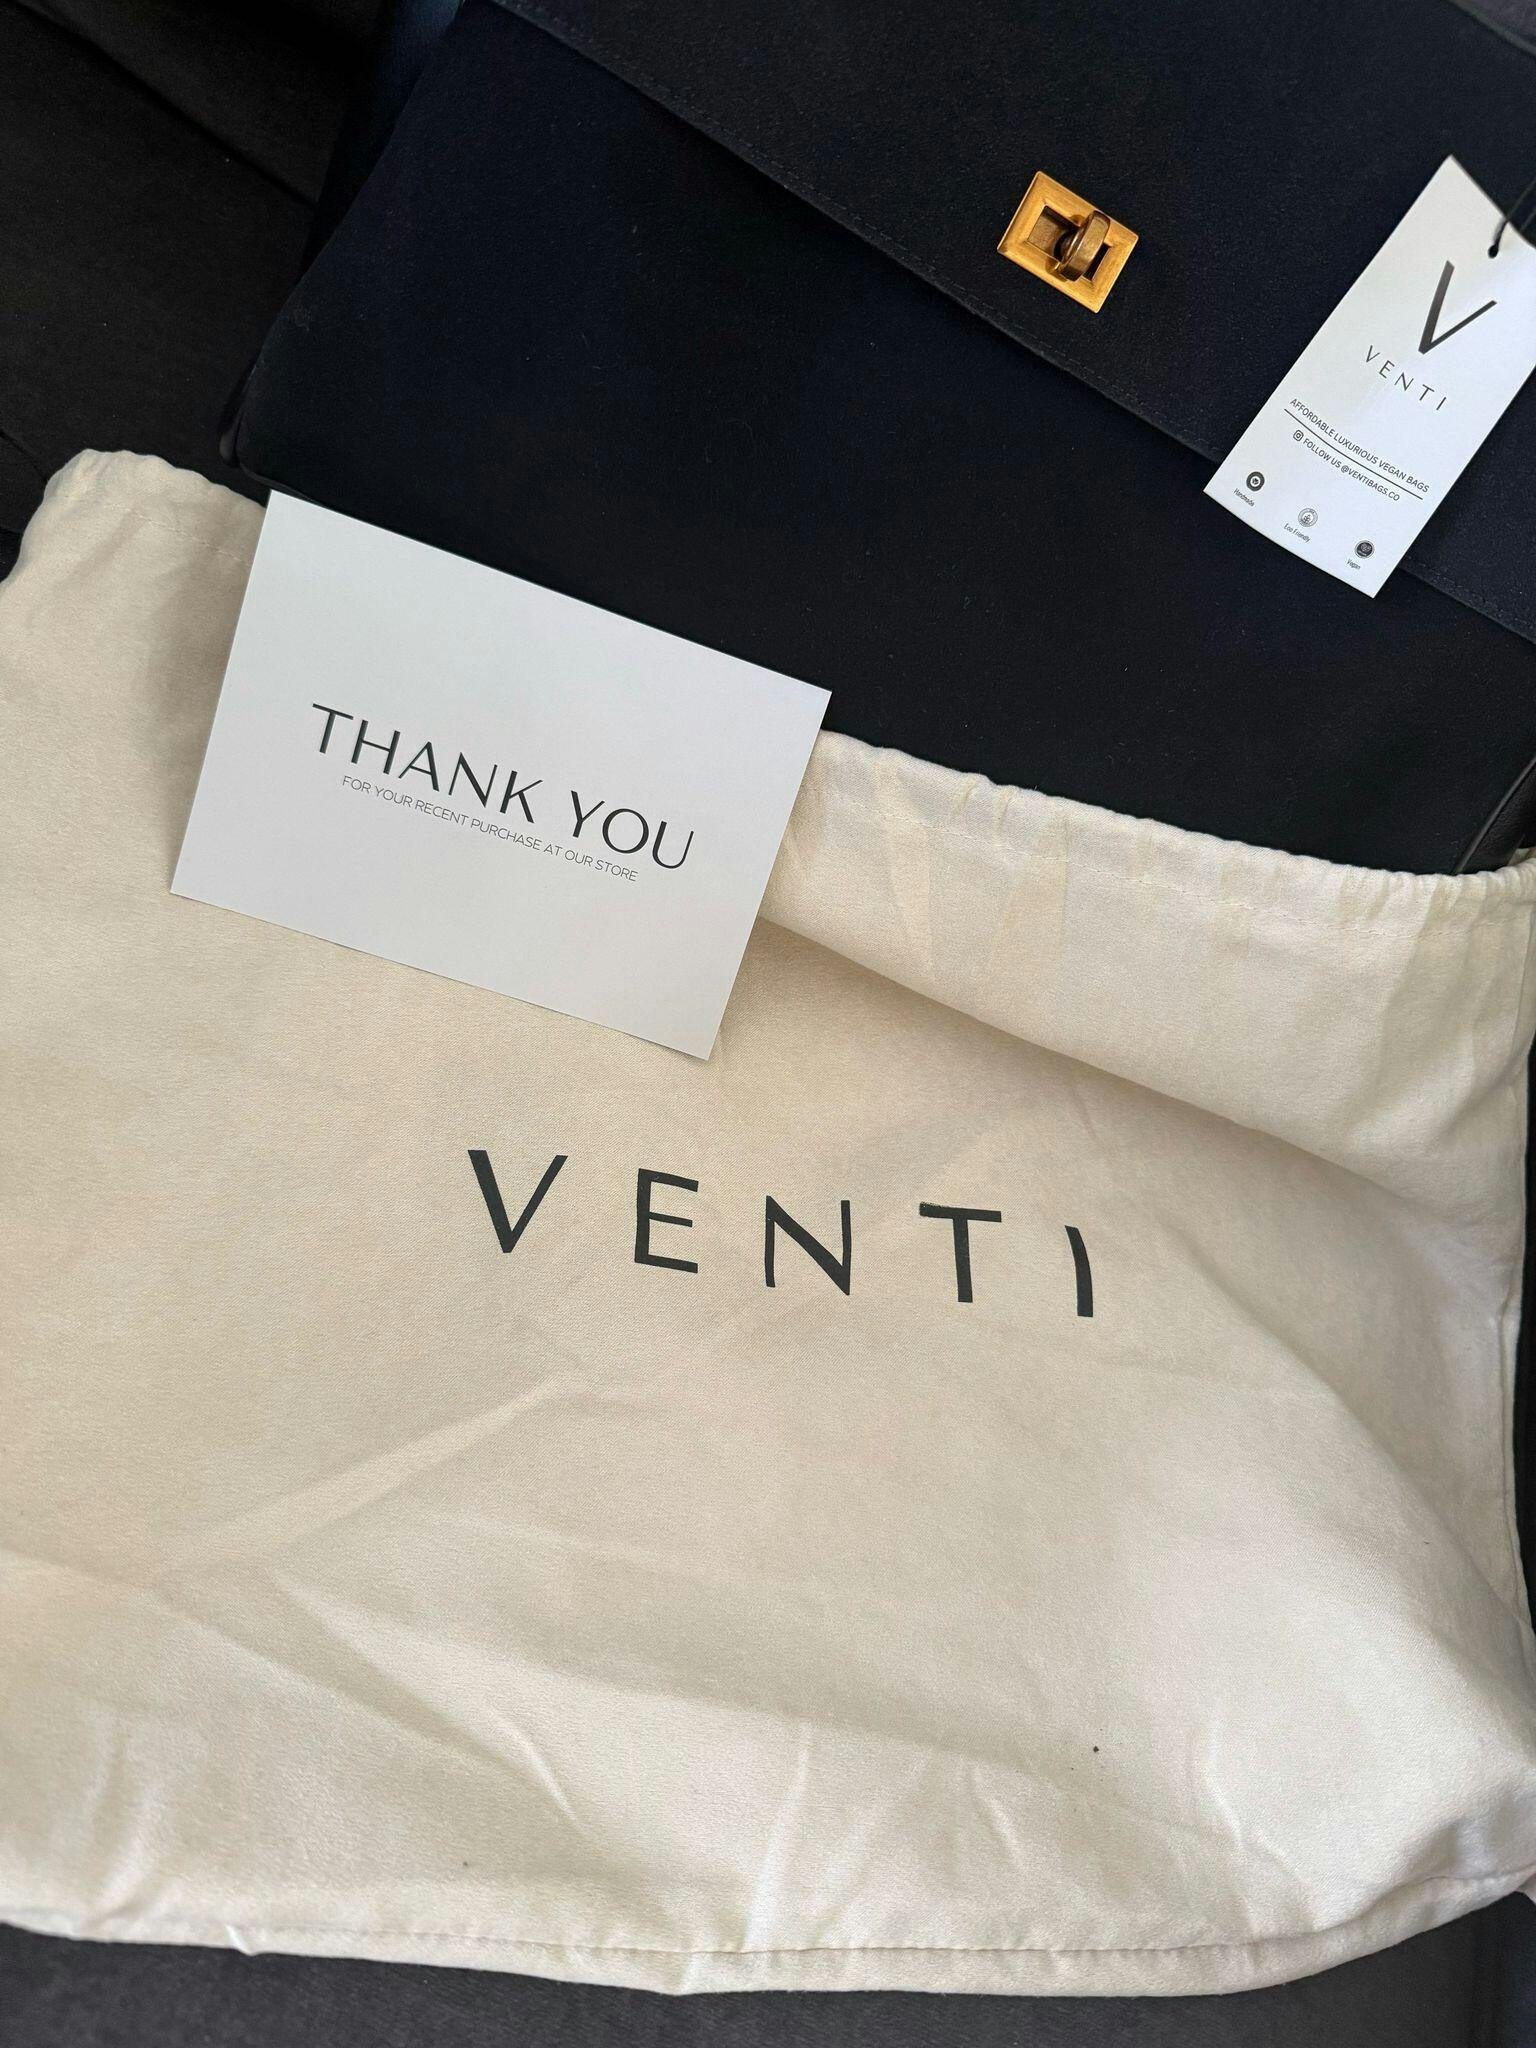 V
VENTI
AFFORDABLE LUXURIOUS VEGAN BAGS
FOLLOW US @VENTIBAGS.CO
Handmade
Eco Friendly
Vegan
THANK YOU
FOR YOUR RECENT PURCHASE AT OUR STORE
VENTI